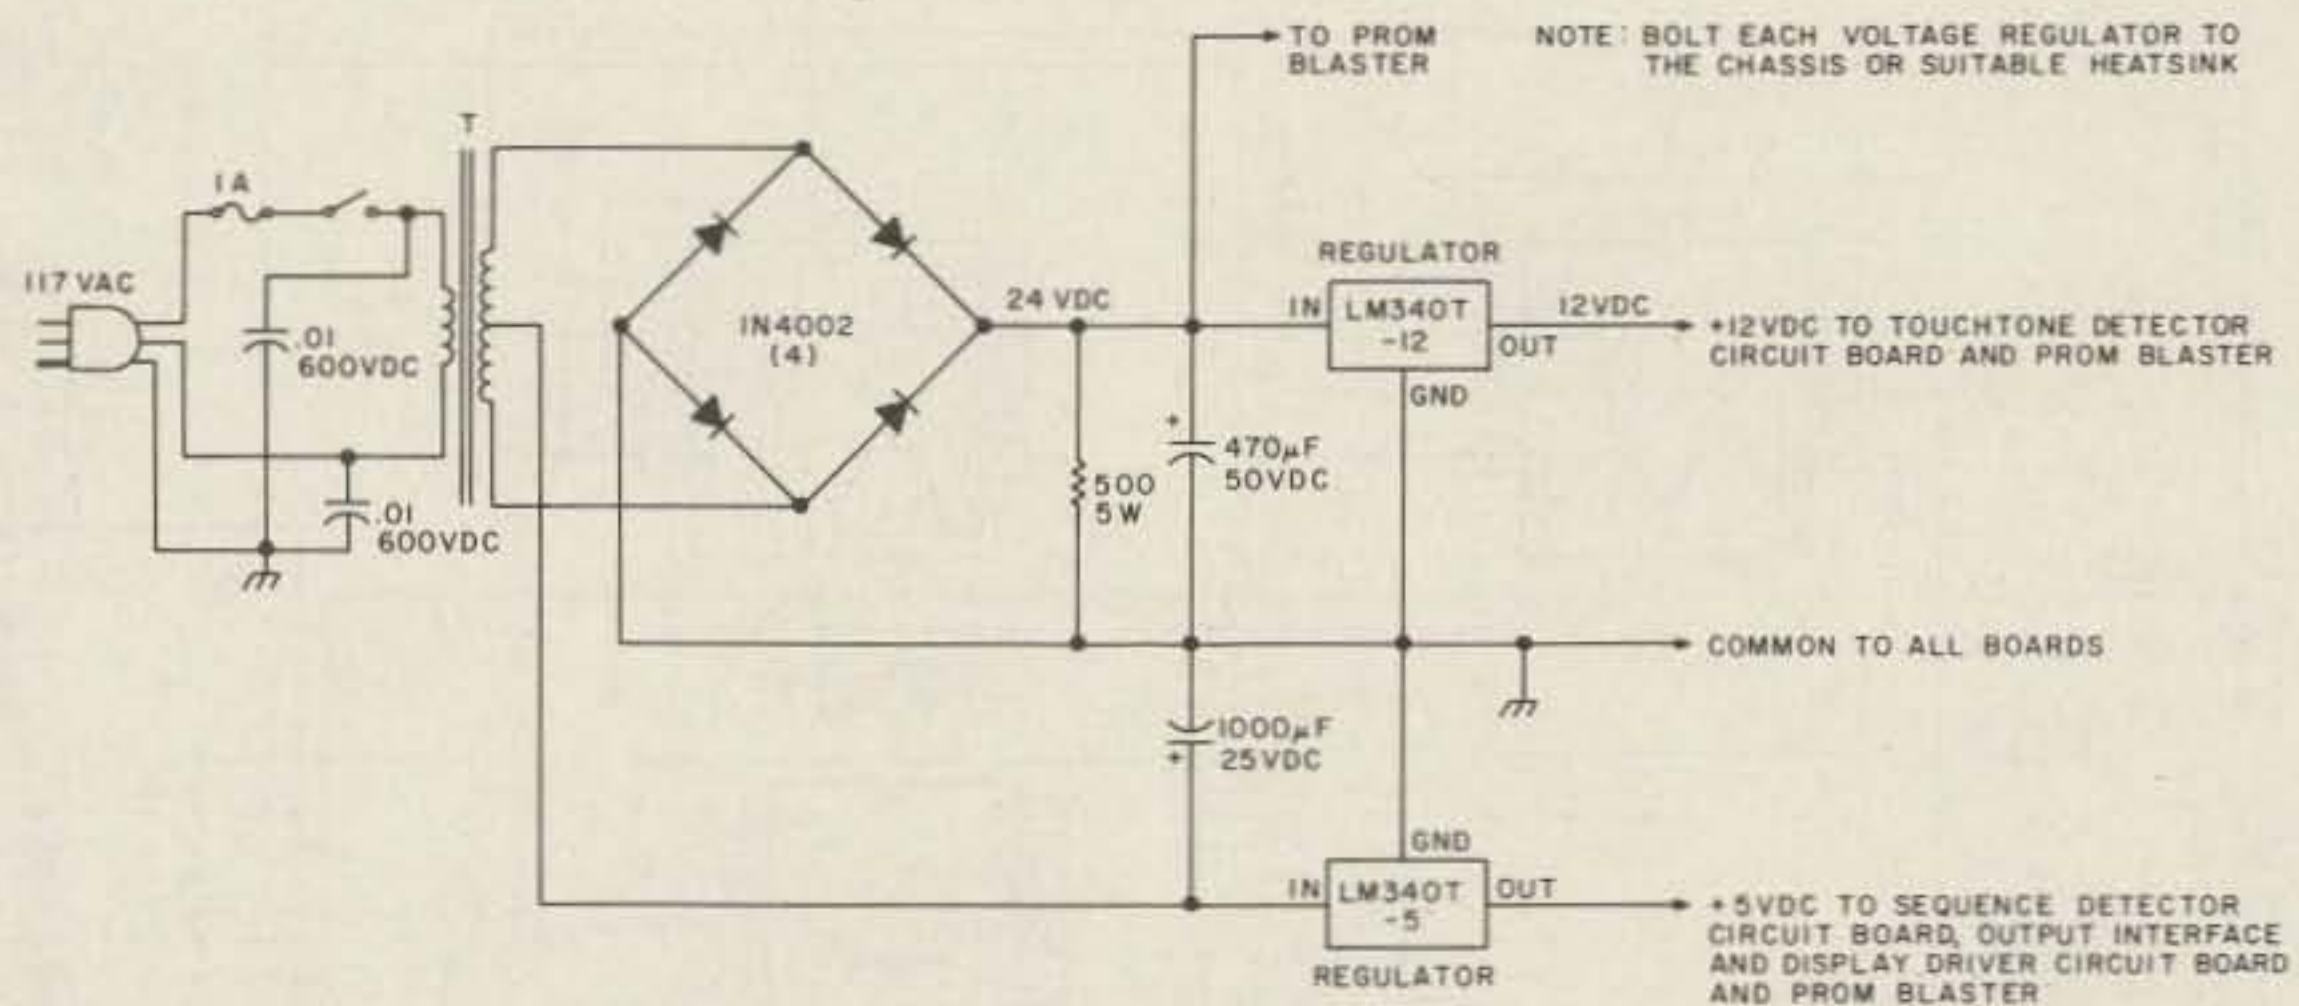 TO PROM
BLASTER
NOTE: BOLT EACH VOLTAGE REGULATOR TO
THE CHASSIS OR SUITABLE HEATSINK
T
1A
117 VAC
.01
600VDC
.01
600VDC
1N4002
(4)
24 VDC
REGULATOR
IN
LM340T
-12
12VDC
OUT
GND
+12VDC TO TOUCHTONE DETECTOR
CIRCUIT BOARD AND PROM BLASTER
+
470µF
50VDC
500
5W
COMMON TO ALL BOARDS
1000µF
+ 25VDC
GND
IN
LM340T
-5
OUT
REGULATOR
+5VDC TO SEQUENCE DETECTOR
CIRCUIT BOARD, OUTPUT INTERFACE
AND DISPLAY DRIVER CIRCUIT BOARD
AND PROM BLASTER